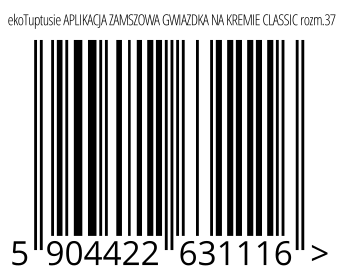 ekoTuptusie APLIKACJA ZAMSZOWA GWIAZDKA NA KREMIE CLASSIC rozm.37
5 904422 631116 >